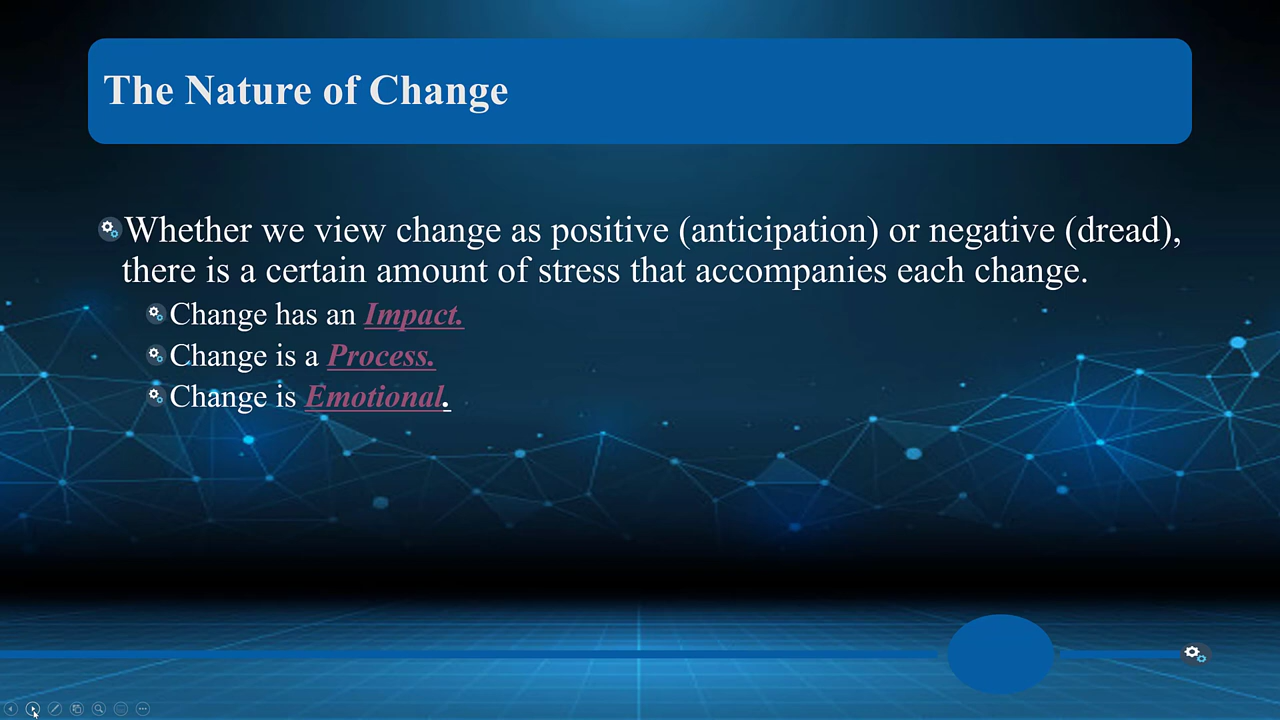 The Nature of Change
Whether we view change as positive (anticipation) or negative (dread),
there is a certain amount of stress that accompanies each change.
Change has an Impact.
Change is a Process.
Change is Emotional.